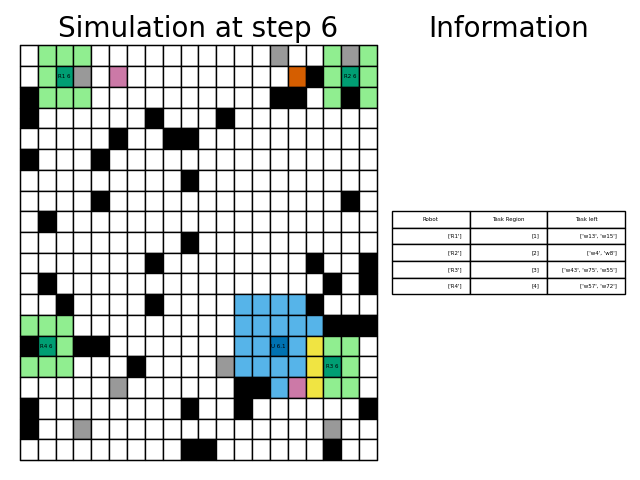 Simulation at step 6
Information
R1 6
R2 6
Robot
Task Region
Task left
['R1']
[1]
['w13', 'w15']
['R2']
[2]
['w4', 'w8']
['R3']
[3]
['w43', 'w75', 'w55']
['R4']
[4]
['w57', 'w72']
R4 6
U 6.1
R3 6